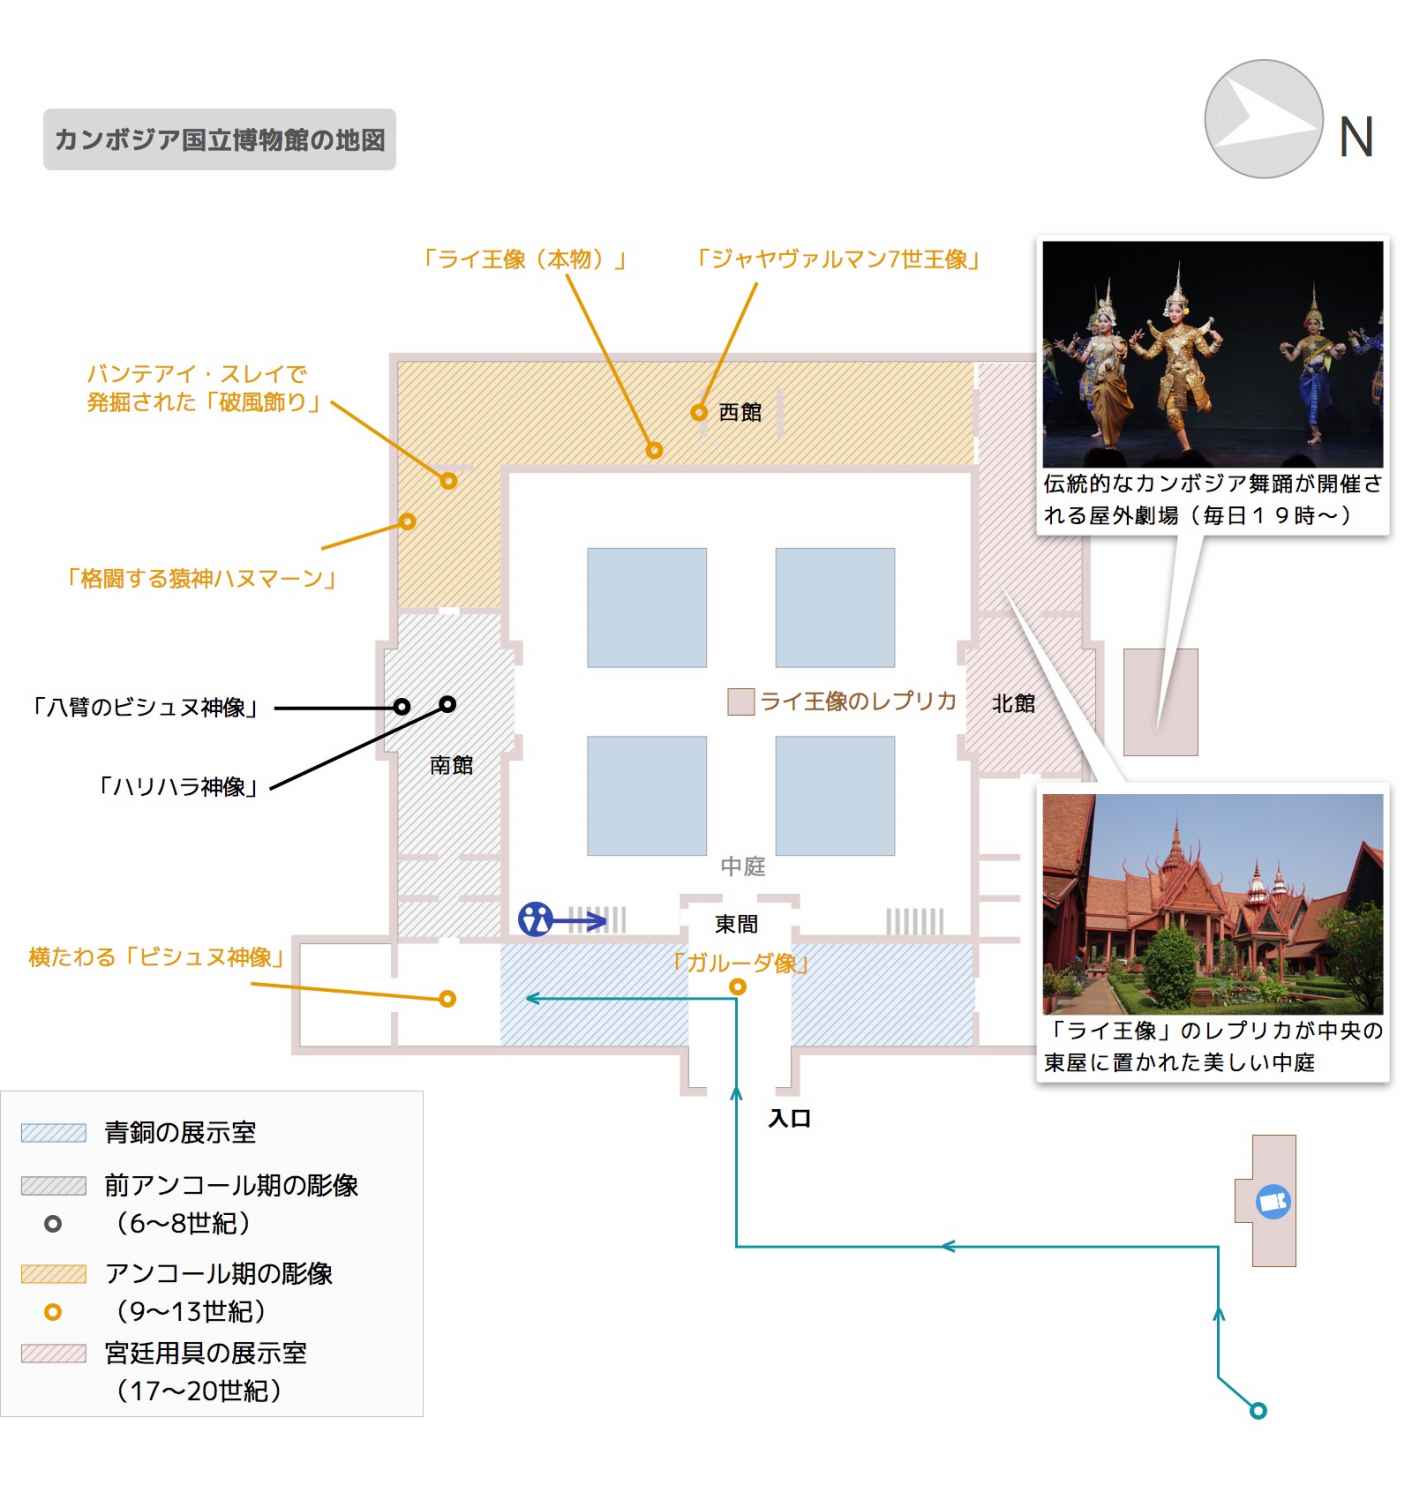 カンボジア国立博物館の地図
N
「ライ王像（本物）」
「ジャヤヴァルマン7世王像」
バンテアイ・スレイで
発掘された「破風飾り」
西館
伝統的なカンボジア舞踊が開催さ
れる屋外劇場（毎日１９時〜）
「格闘する猿神ハヌマーン」
「八臂のビシュヌ神像」
ライ王像のレプリカ
北館
南館
「ハリハラ神像」
中庭
東間
横たわる「ビシュヌ神像」
「ガルーダ像」
「ライ王像」のレプリカが中央の
東屋に置かれた美しい中庭
入口
青銅の展示室
前アンコール期の彫像
（6〜8世紀）
アンコール期の彫像
（9〜13世紀）
宮廷用具の展示室
（17〜20世紀）